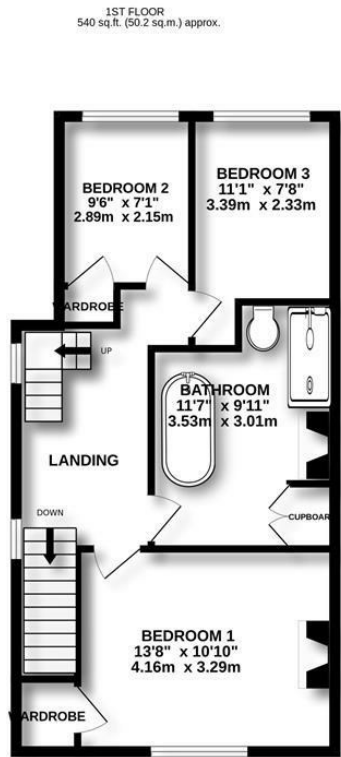 1ST FLOOR
540 sq.ft. (50.2 sq.m.) approx.
BEDROOM 2
9'6" x 7'1"
2.89m x 2.15m
BEDROOM 3
11'1" x 7'8"
3.39m x 2.33m
WARDROBE
UP
BATHROOM
11'7" x 9'11"
3.53m x 3.01m
LANDING
DOWN
CUPBOAR
BEDROOM 1
13'8" x 10'10"
4.16m x 3.29m
WARDROBE